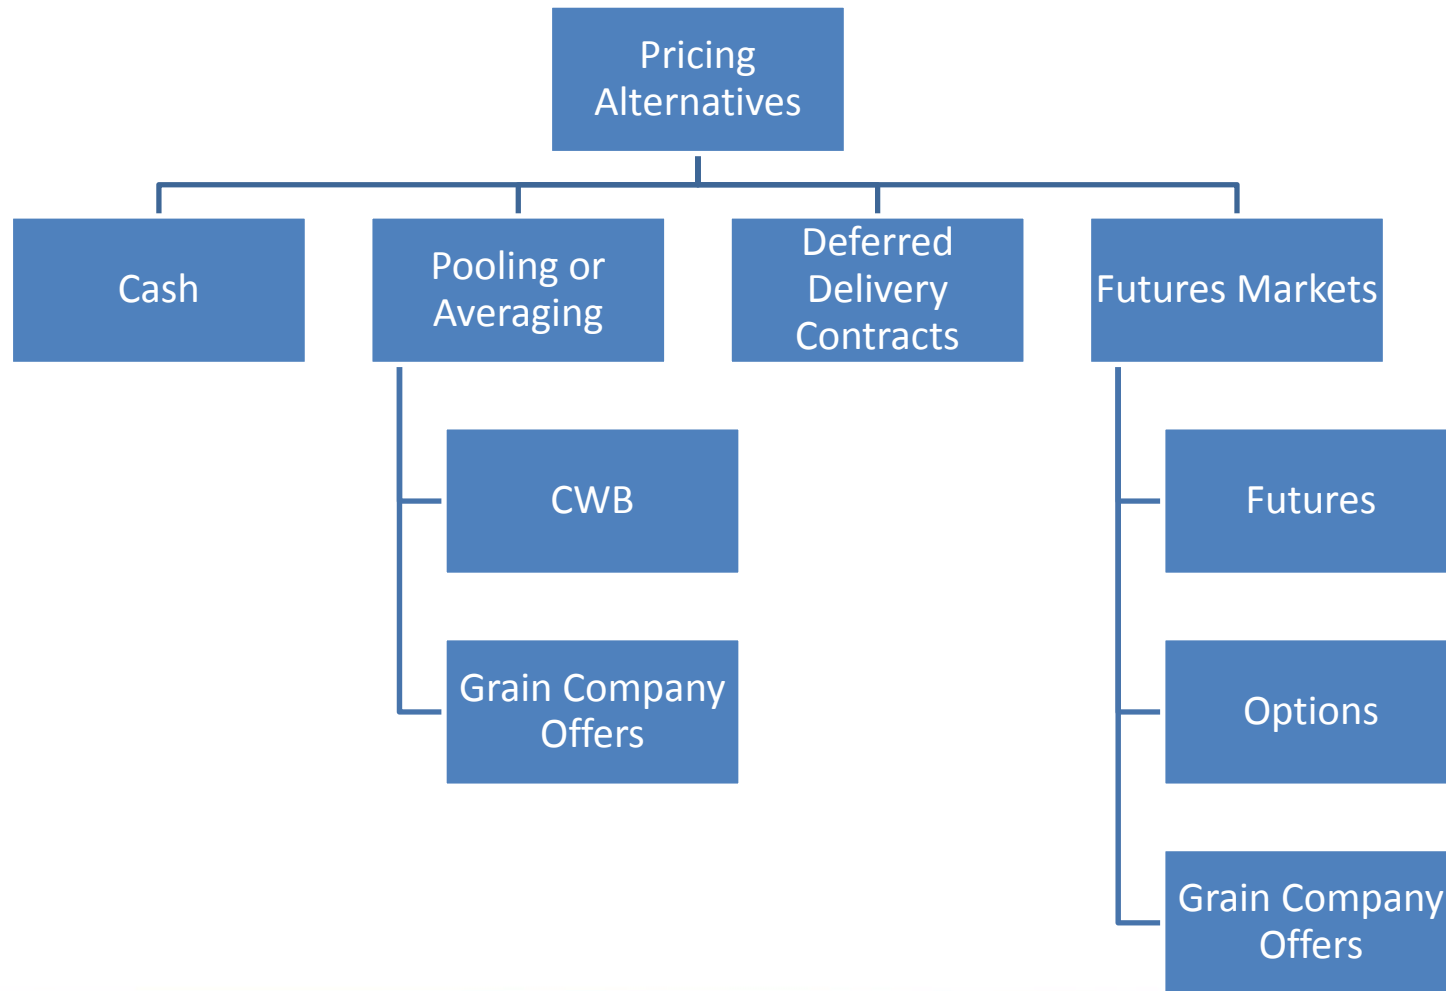 Pricing
Alternatives
Cash
Pooling or
Averaging
Deferred
Delivery
Contracts
Futures Markets
CWB
Grain Company
Offers
Futures
Options
Grain Company
Offers